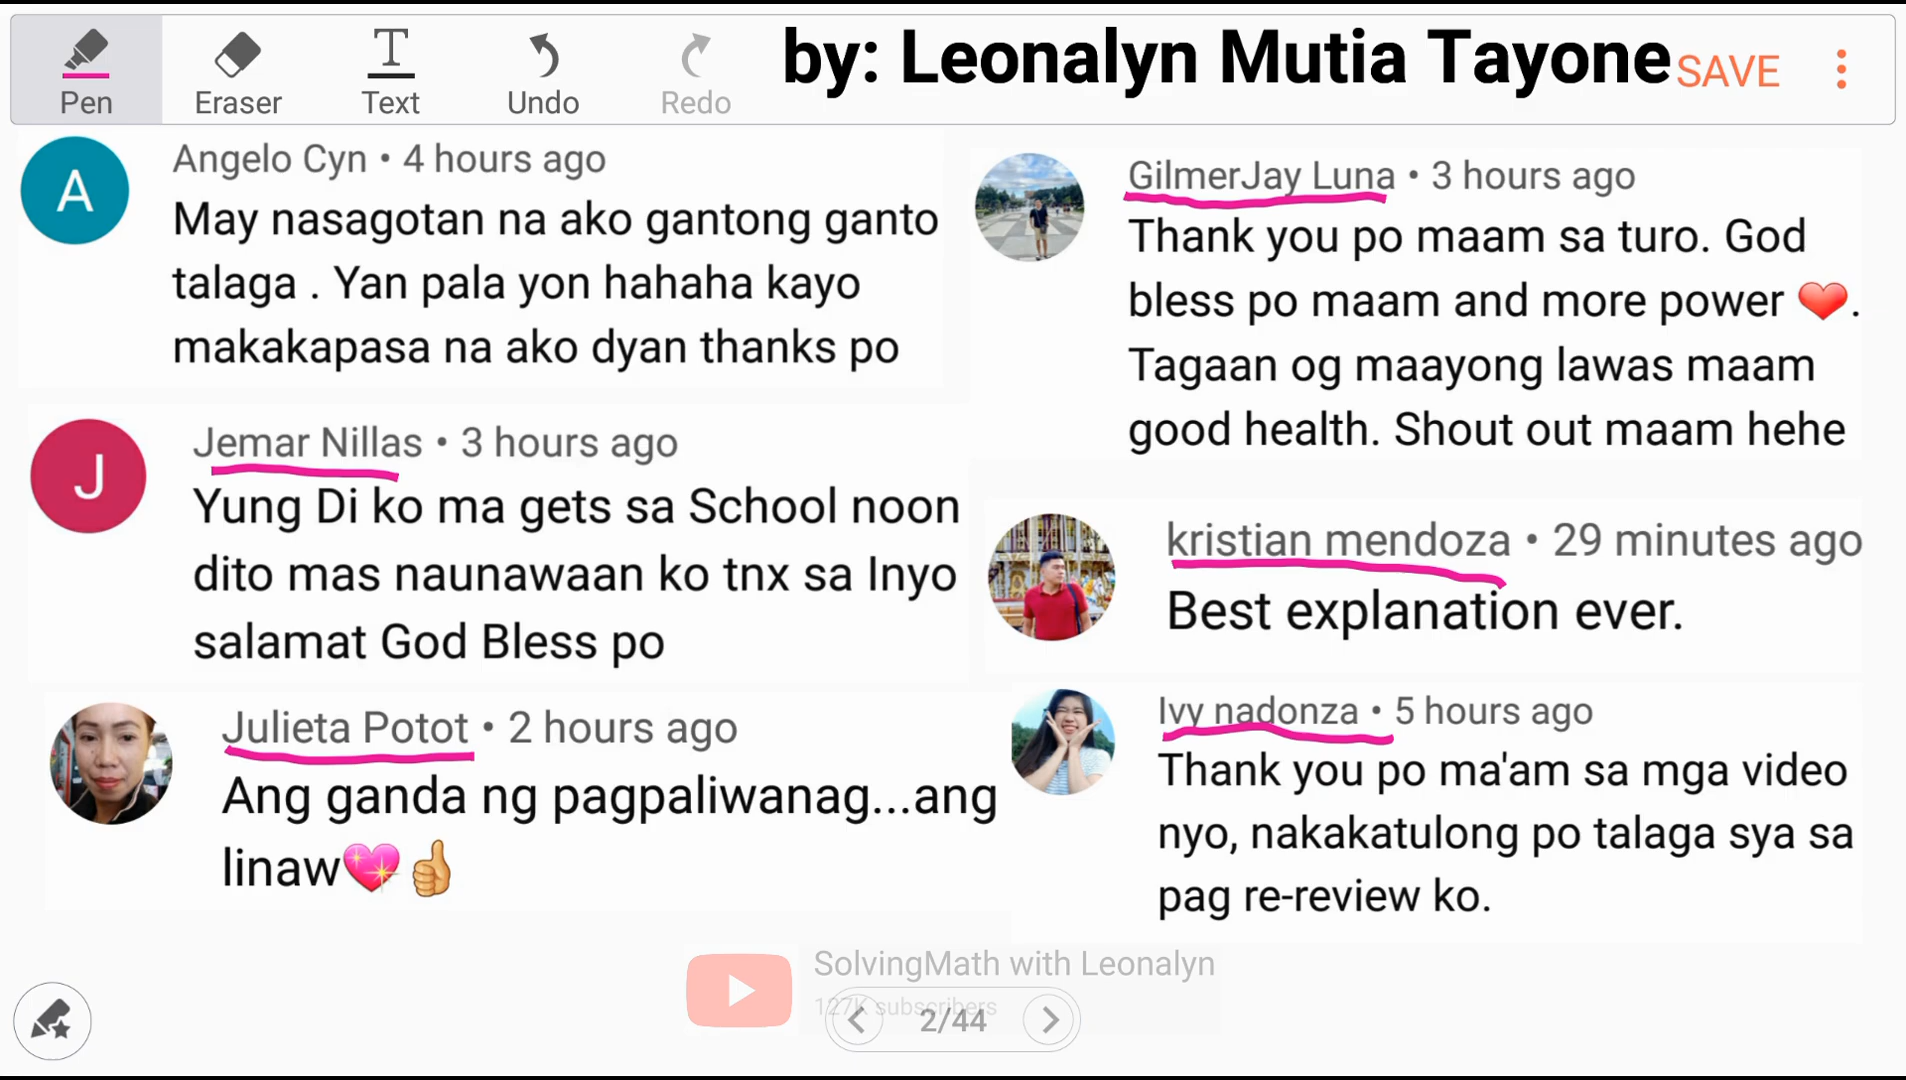 Pen
Eraser
Text
Undo
Redo
by: Leonalyn Mutia Tayone
SAVE
A
Angelo Cyn • 4 hours ago
May nasagotan na ako gantong ganto
talaga . Yan pala yon hahaha kayo
makakapasa na ako dyan thanks po
J
Jemar Nillas • 3 hours ago
Yung Di ko ma gets sa School noon
dito mas naunawaan ko tnx sa Inyo
salamat God Bless po
Julieta Potot • 2 hours ago
Ang ganda ng pagpaliwanag...ang
linaw💖👍
GilmerJay Luna • 3 hours ago
Thank you po maam sa turo. God
bless po maam and more power ❤.
Tagaan og maayong lawas maam
good health. Shout out maam hehe
kristian mendoza • 29 minutes ago
Best explanation ever.
Ivy nadonza • 5 hours ago
Thank you po ma'am sa mga video
nyo, nakakatulong po talaga sya sa
pag re-review ko.
SolvingMath with Leonalyn
127K subscribers
2/44